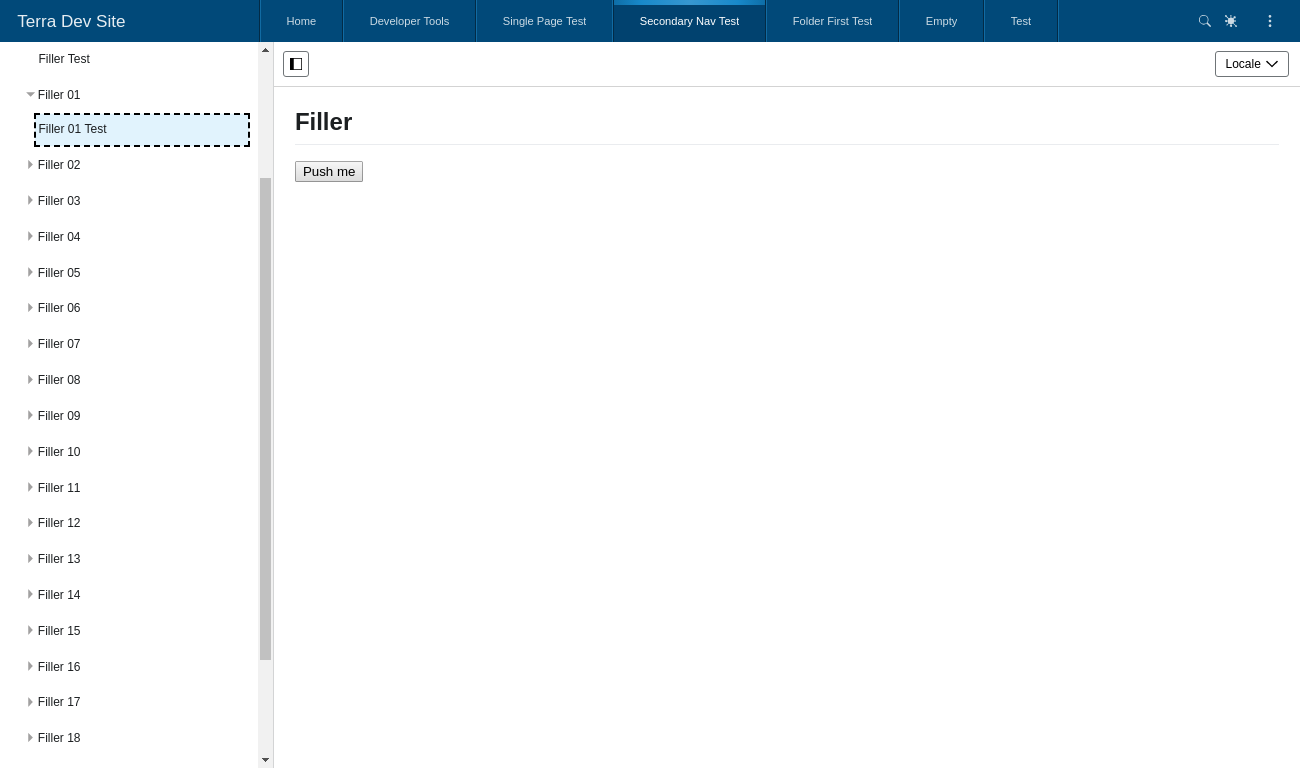 Terra Dev Site
Home
Developer Tools
Single Page Test
Secondary Nav Test
Folder First Test
Empty
Test
Filler Test
Filler 01
Filler 01 Test
Filler 02
Filler 03
Filler 04
Filler 05
Filler 06
Filler 07
Filler 08
Filler 09
Filler 10
Filler 11
Filler 12
Filler 13
Filler 14
Filler 15
Filler 16
Filler 17
Filler 18
Locale
Filler
Push me